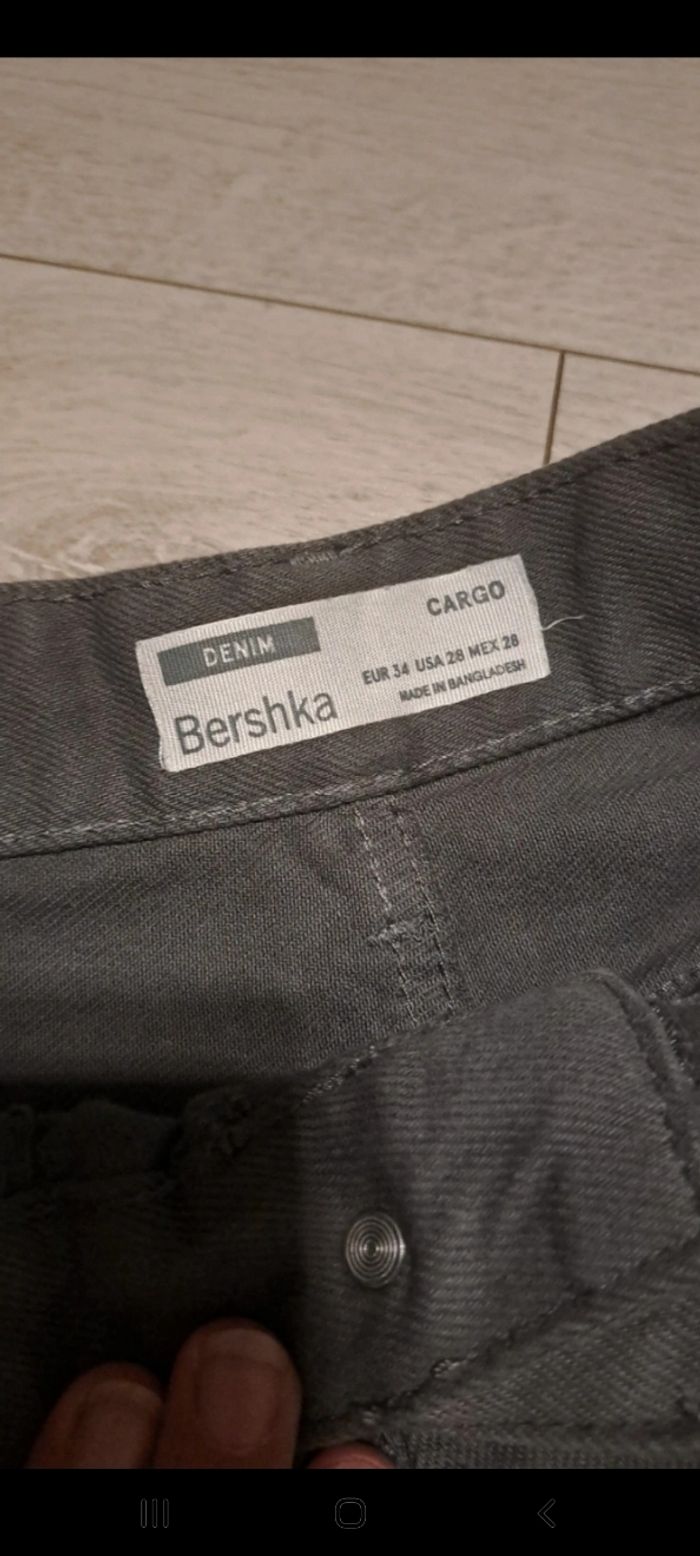 DENIM
CARGO
Bershka
EUR 34 USA 28 MEX 28
MADE IN BANGLADESH